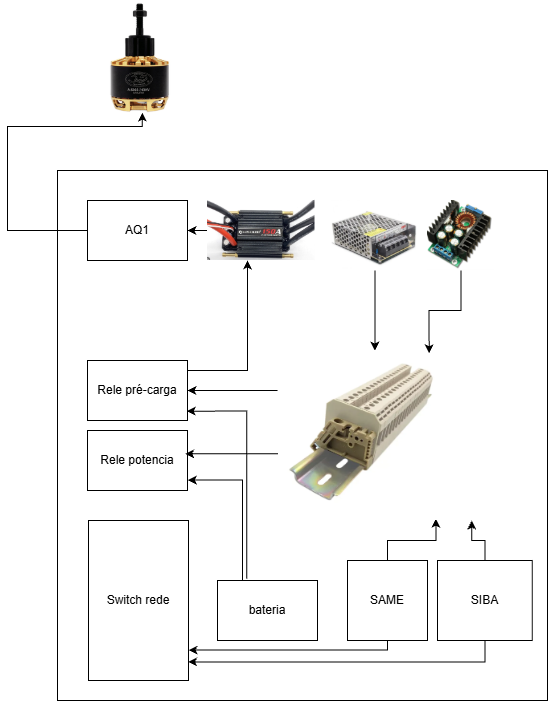 AQ1
Rele pré-carga
Rele potencia
Switch rede
bateria
SAME
SIBA